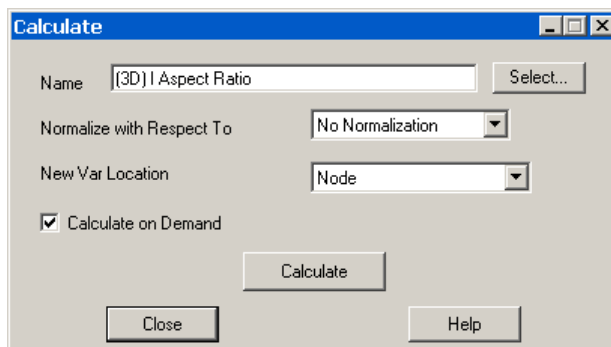 Calculate
Name (3D) I Aspect Ratio Select...
Normalize with Respect To No Normalization
New Var Location Node
Calculate on Demand
Calculate
Close Help